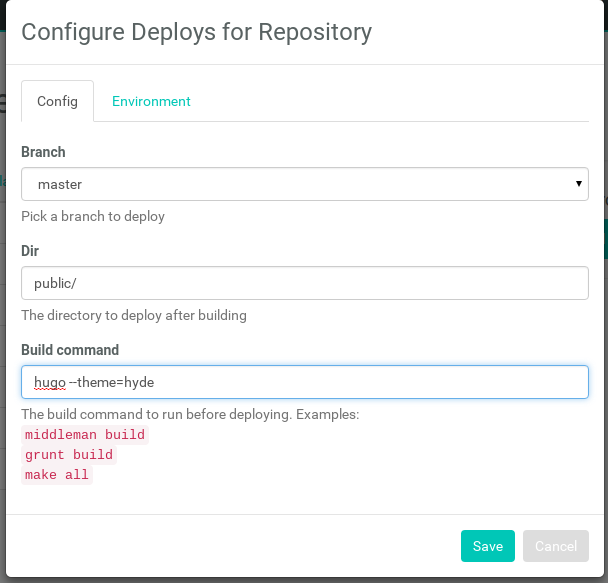 Configure Deploys for Repository
Config
Environment
Branch
master
Pick a branch to deploy
Dir
public/
The directory to deploy after building
Build command
hugo --theme=hyde
The build command to run before deploying. Examples:
middleman build
grunt build
make all
Save
Cancel